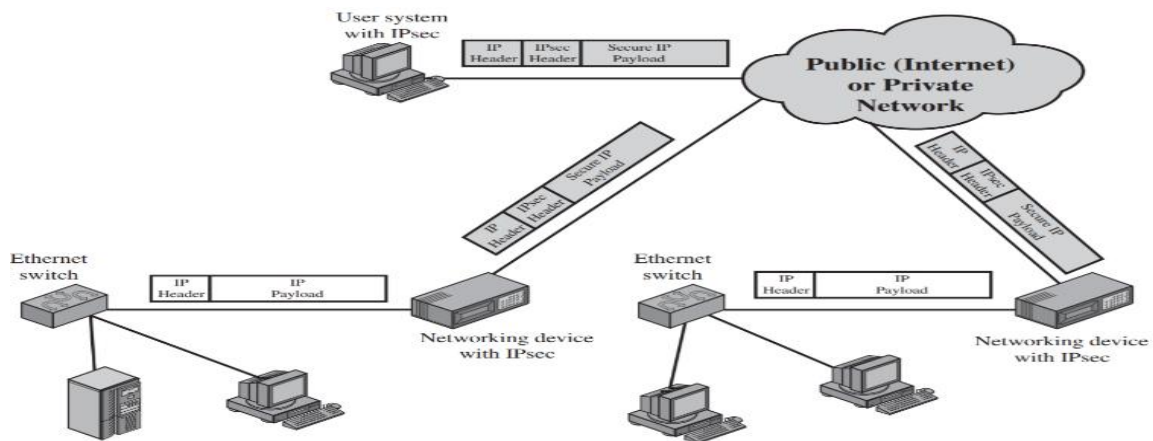 User system
with IPsec
IP
Header
IPsec
Header
Secure IP
Payload
Public (Internet)
or Private
Network
IP
Header
IPsec
Header
Secure IP
Payload
IP
Header
IPsec
Header
Secure IP
Payload
Ethernet
switch
IP
Header
IP
Payload
Networking device
with IPsec
Ethernet
switch
IP
Header
IP
Payload
Networking device
with IPsec